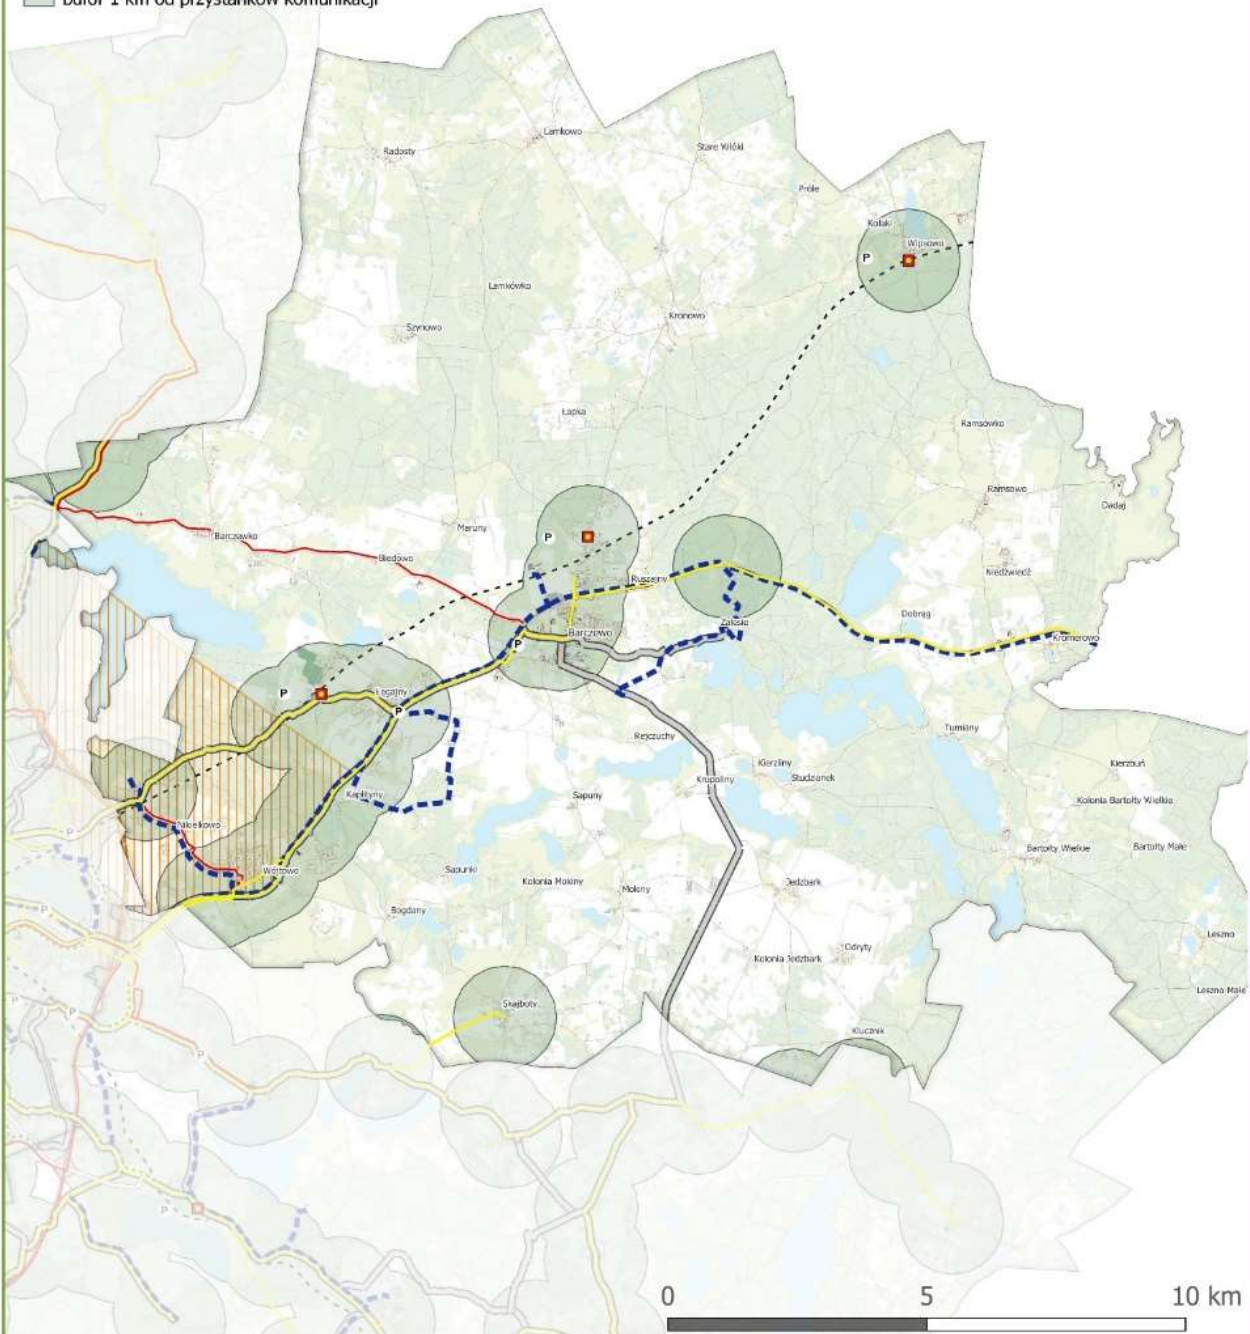 bufor 1 km od przystanków komunikacji
Lamkowo
Radosty
Stare Włóki
Próle
Kołaki
Wipsowo
P
Lamkówko
Kronowo
Szynowo
Łapka
Ramsówko
Ramsowo
Dadaj
Maruny
P
Barczewko
Biedowo
Ruszajny
Niedźwiedź
Dobrąg
Zalesie
Barczewo
Kromerowo
P
P
Łęgajny
P
Tumiany
Rejczuchy
Kierzliny
Kierzbuń
Studzianek
Krupoliny
Kaplityny
Sapuny
Kolonia Bartołty Wielkie
Nikielkowo
P
Bartołty Wielkie
Bartołty Małe
Wójtowo
Sapunki
Kolonia Mokiny
Mokiny
Jedzbark
Bogdany
P
Leszno
Odryty
Kolonia Jedzbark
Leszno Małe
P
Skajboty
P
Klucznik
P
P
0 5 10 km